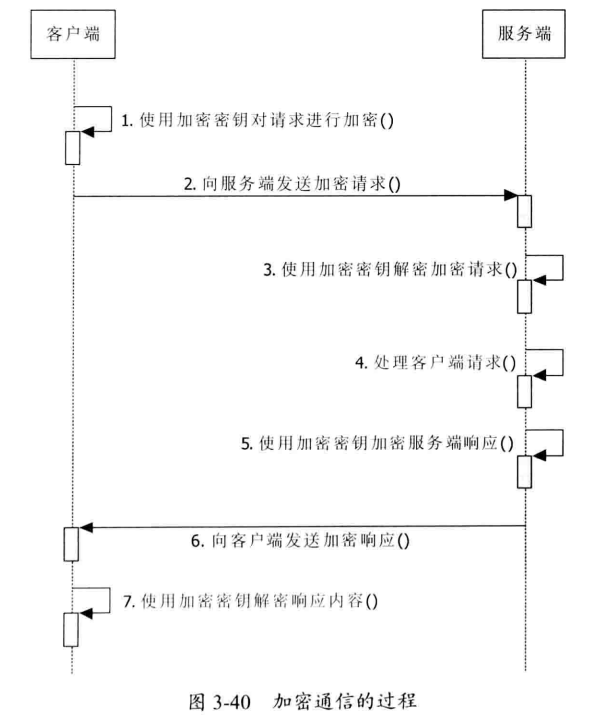 客户端
服务端
1. 使用加密密钥对请求进行加密()
2. 向服务端发送加密请求()
3. 使用加密密钥解密加密请求()
4. 处理客户端请求()
5. 使用加密密钥加密服务端响应()
6. 向客户端发送加密响应()
7. 使用加密密钥解密响应内容()
图 3-40 加密通信的过程